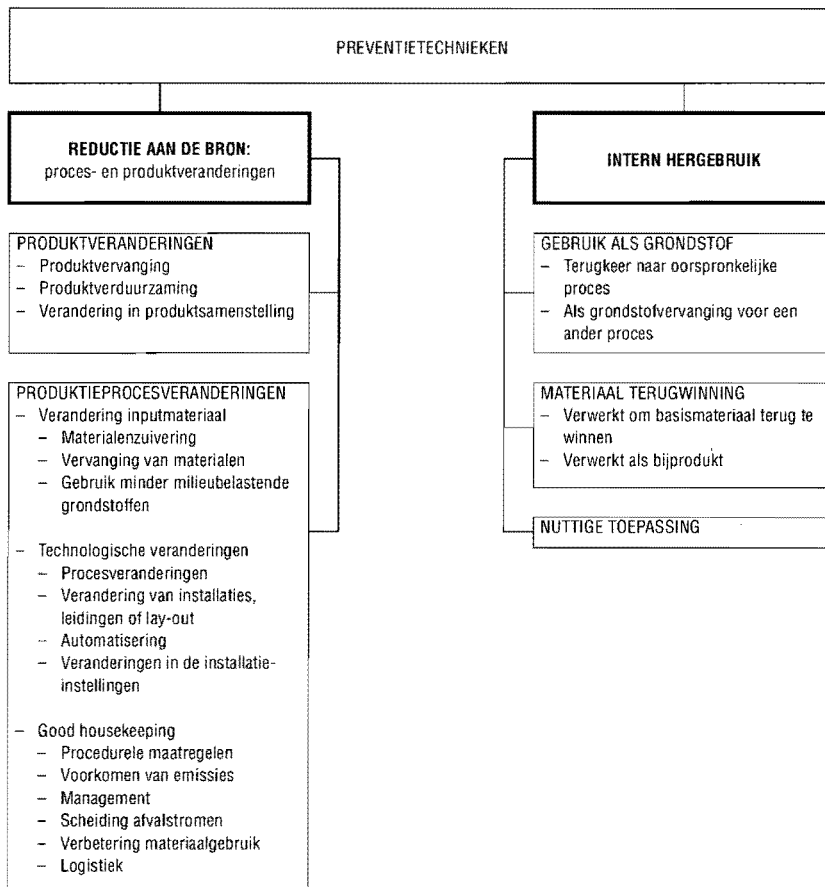 PREVENTIETECHNIEKEN
REDUCTIE AAN DE BRON:
proces- en produktveranderingen
PRODUKTVERANDERINGEN
– Produktvervanging
– Produktverduurzaming
– Verandering in produktsamenstelling
PRODUKTIEPROCESVERANDERINGEN
– Verandering inputmateriaal
– Materialenzuivering
– Vervanging van materialen
– Gebruik minder milieubelastende
grondstoffen
– Technologische veranderingen
– Procesveranderingen
– Verandering van installaties,
leidingen of lay-out
– Automatisering
– Veranderingen in de installatie-
instellingen
– Good housekeeping
– Procedurele maatregelen
– Voorkomen van emissies
– Management
– Scheiding afvalstromen
– Verbetering materiaalgebruik
– Logistiek
INTERN HERGEBRUIK
GEBRUIK ALS GRONDSTOF
– Terugkeer naar oorspronkelijke
proces
– Als grondstofvervanging voor een
ander proces
MATERIAAL TERUGWINNING
– Verwerkt om basismateriaal terug te
winnen
– Verwerkt als bijprodukt
NUTTIGE TOEPASSING